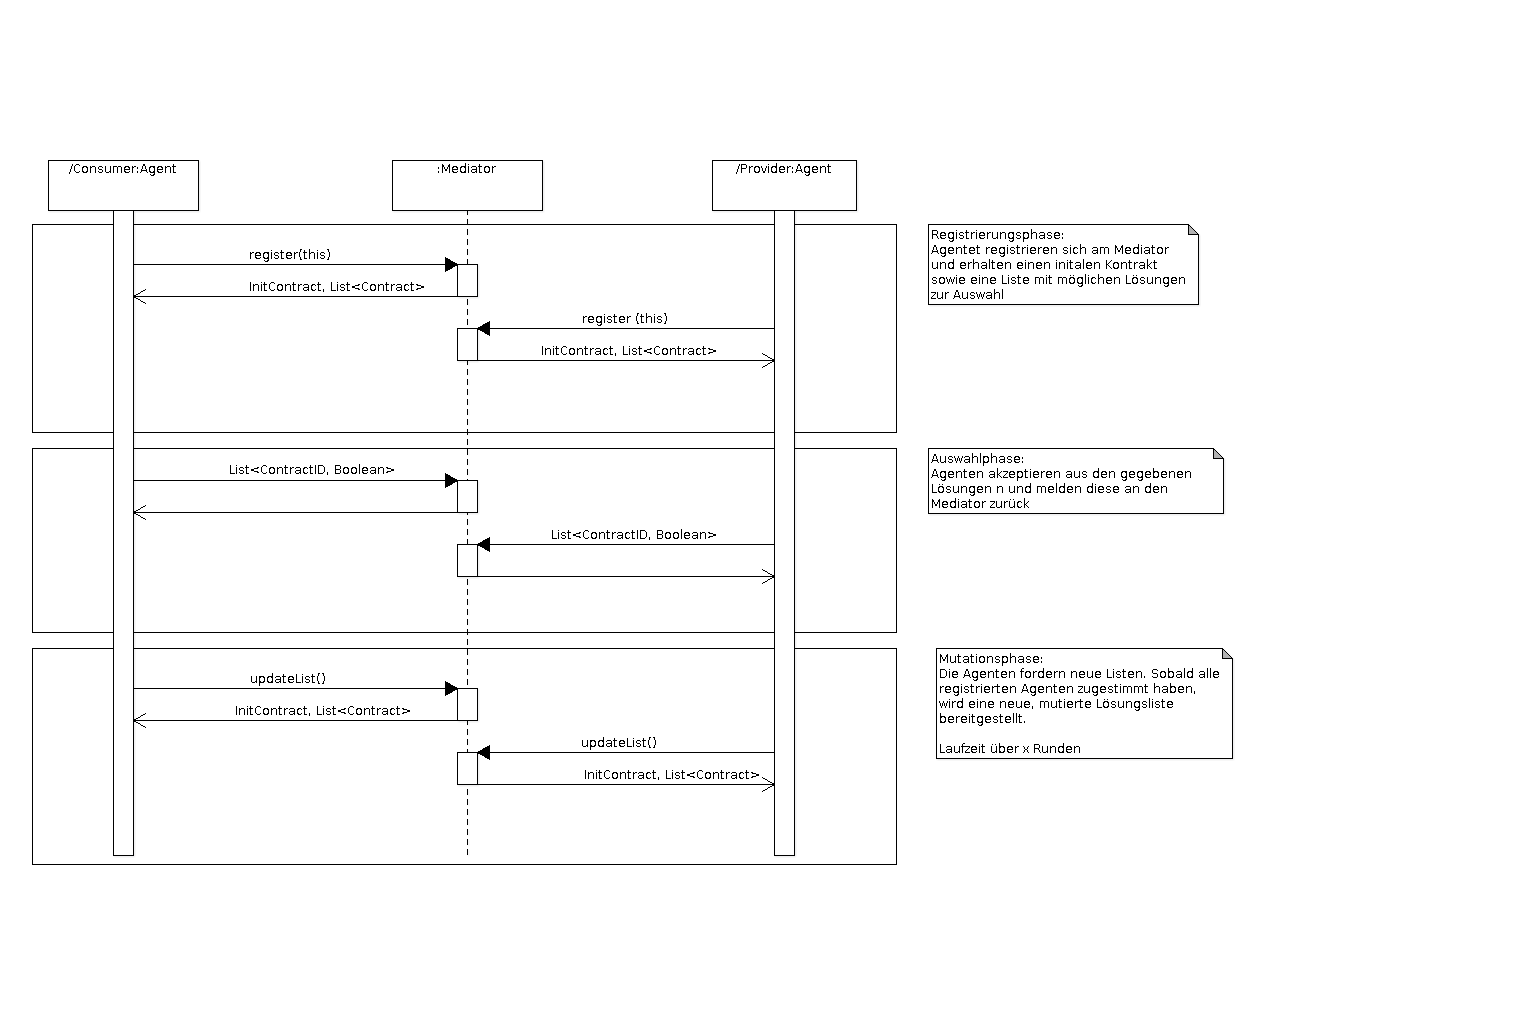 /Consumer:Agent
:Mediator
/Provider:Agent
register(this)
InitContract, List<Contract>
register (this)
InitContract, List<Contract>
Registrierungsphase:
Agentet registrieren sich am Mediator
und erhalten einen initalen Kontrakt
sowie eine Liste mit möglichen Lösungen
zur Auswahl
List<ContractID, Boolean>
List<ContractID, Boolean>
Auswahlphase:
Agenten akzeptieren aus den gegebenen
Lösungen n und melden diese an den
Mediator zurück
updateList()
InitContract, List<Contract>
updateList()
InitContract, List<Contract>
Mutationsphase:
Die Agenten fordern neue Listen. Sobald alle
registrierten Agenten zugestimmt haben,
wird eine neue, mutierte Lösungsliste
bereitgestellt.
Laufzeit über x Runden